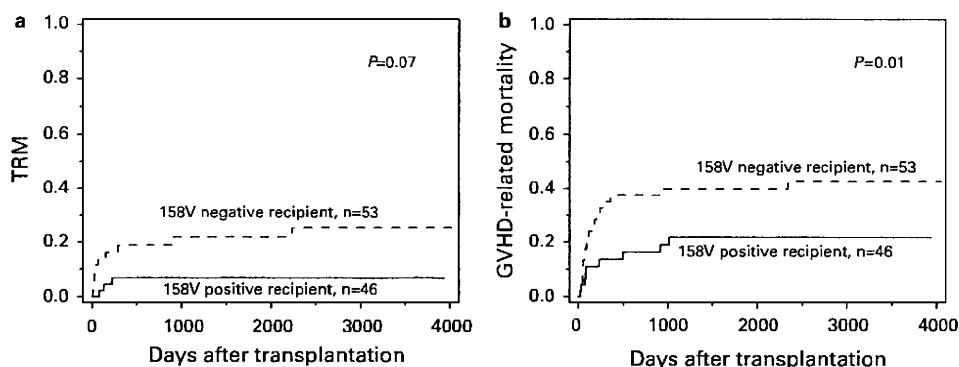 a
P=0.07
TRM
1.0
0.8
0.6
0.4
0.2
0.0
158V negative recipient, n=53
158V positive recipient, n=46
0
1000
2000
3000
4000
Days after transplantation
b
P=0.01
GVHD-related mortality
1.0
0.8
0.6
0.4
0.2
0.0
158V negative recipient, n=53
158V positive recipient, n=46
0
1000
2000
3000
4000
Days after transplantation